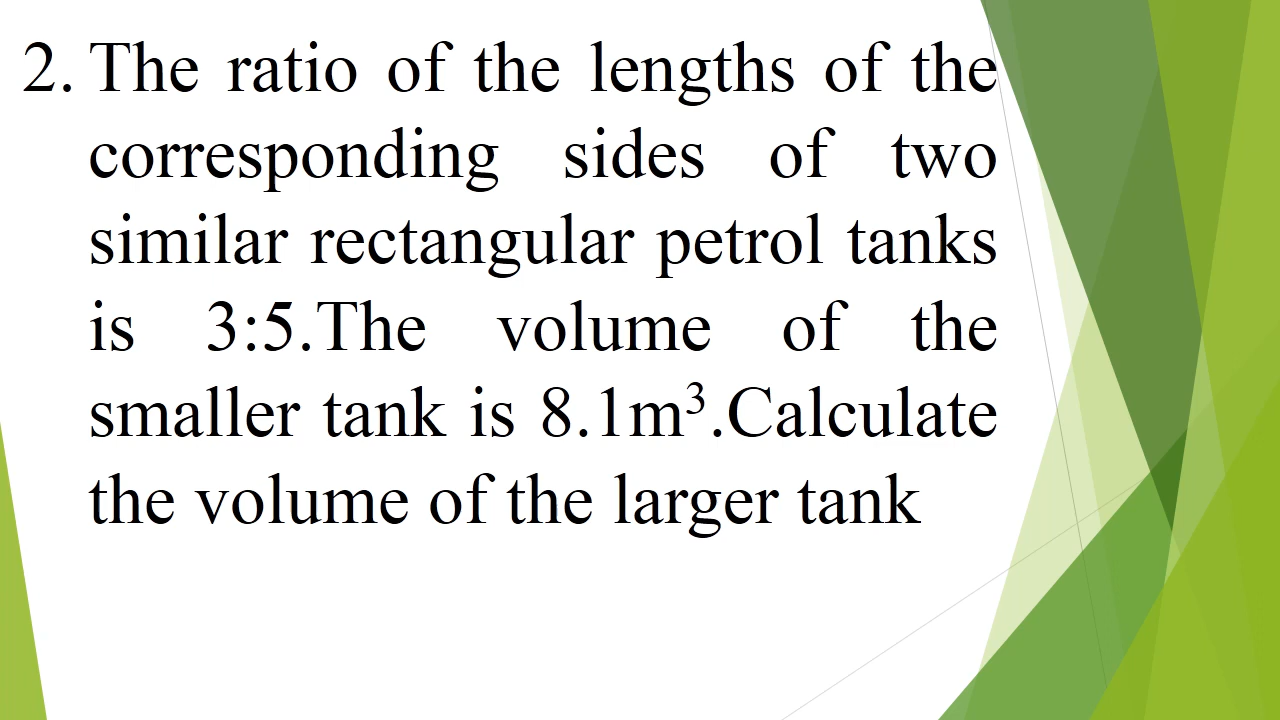 2. The ratio of the lengths of the
corresponding sides of two
similar rectangular petrol tanks
is 3:5.The volume of the
smaller tank is 8.1m³.Calculate
the volume of the larger tank